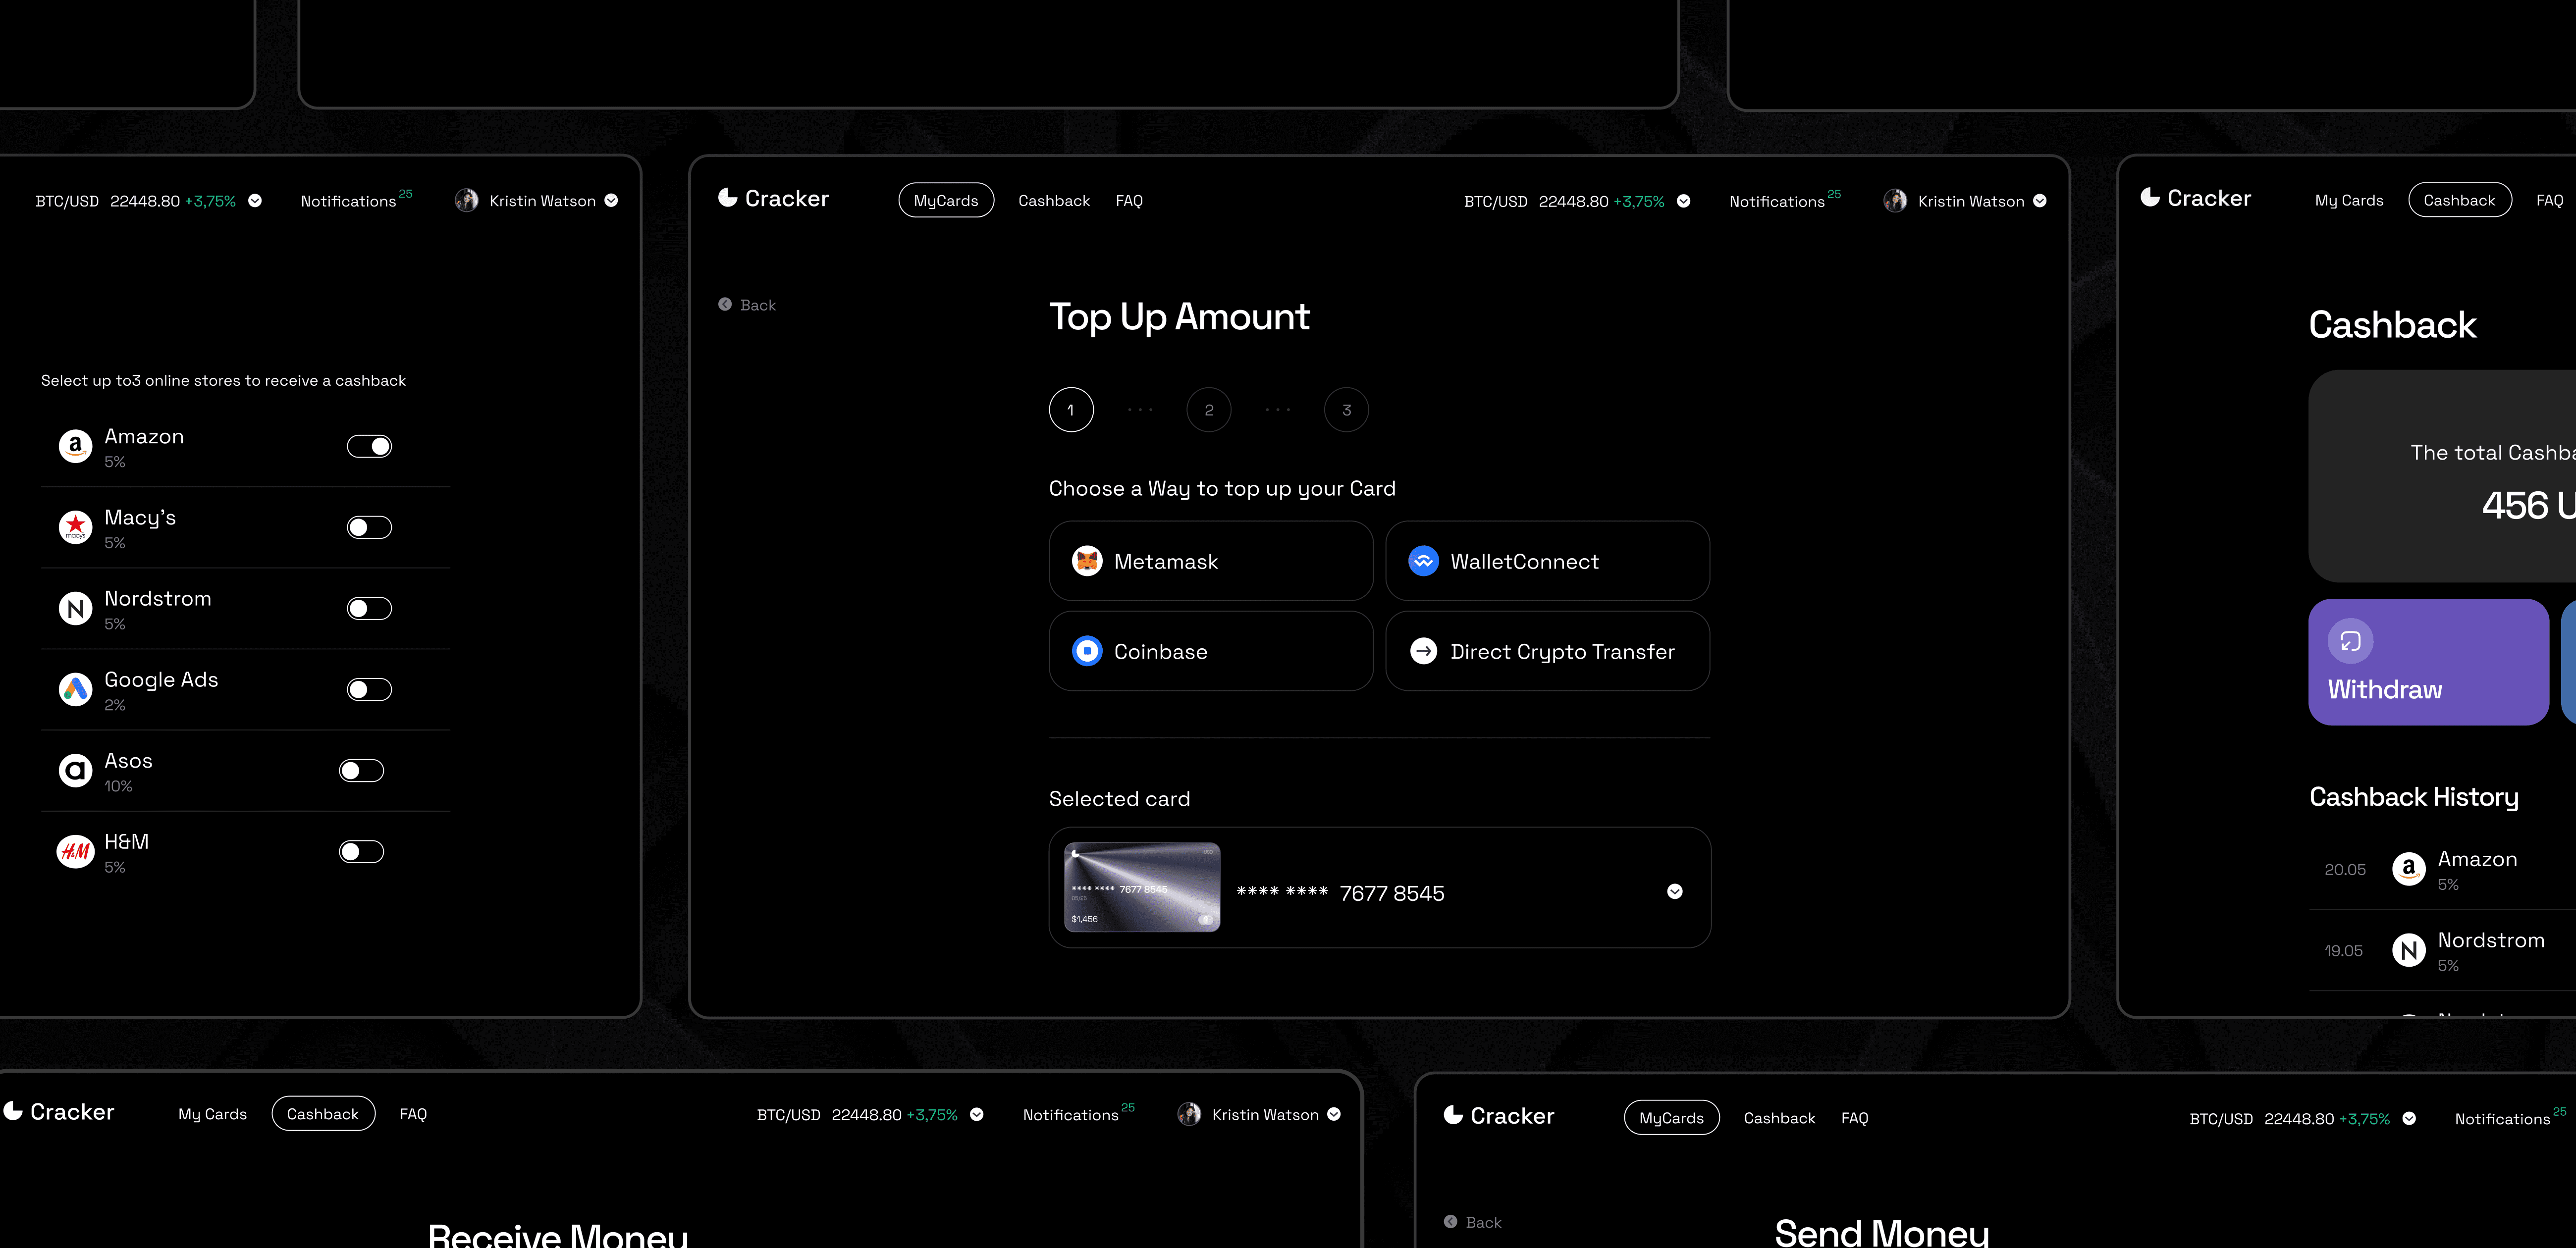 BTC/USD 22448.80 +3,75% Notifications 25 Kristin Watson
Select up to3 online stores to receive a cashback
Amazon
5%
Macy's
macys
5%
Nordstrom
5%
Google Ads
2%
Asos
10%
H&M
5%
Cracker MyCards Cashback FAQ BTC/USD 22448.80 +3,75% Notifications 25 Kristin Watson
Back
Top Up Amount
1 ... 2 ... 3
Choose a Way to top up your Card
Metamask WalletConnect
Coinbase Direct Crypto Transfer
Selected card
**** **** 7677 8545
$1,456
**** **** 7677 8545
Cracker My Cards Cashback FAQ
Cashback
The total Cashba
456 U
Withdraw
Cashback History
20.05 Amazon
5%
19.05 Nordstrom
5%
Cracker My Cards Cashback FAQ BTC/USD 22448.80 +3,75% Notifications 25 Kristin Watson
Receive Money
Cracker MyCards Cashback FAQ BTC/USD 22448.80 +3,75% Notifications 25
Back
Send Money